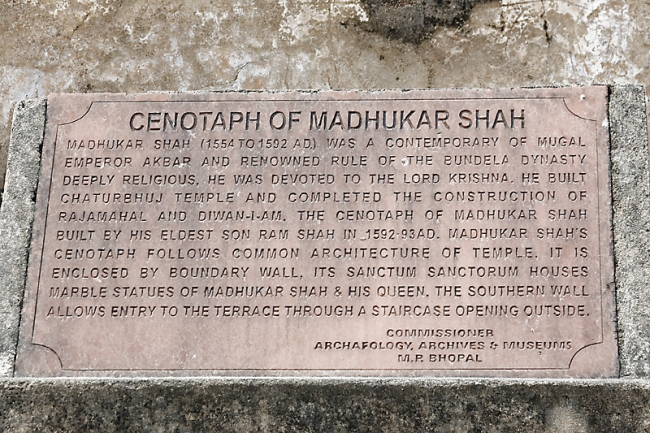 CENOTAPH OF MADHUKAR SHAH
MADHUKAR SHAH (1554 TO 1592 AD.) WAS A CONTEMPORARY OF MUGAL
EMPEROR AKBAR AND RENOWNED RULE OF THE BUNDELA DYNASTY
DEEPLY RELIGIOUS, HE WAS DEVOTED TO THE LORD KRISHNA. HE BUILT
CHATURBHUJ TEMPLE AND COMPLETED THE CONSTRUCTION OF
RAJAMAHAL AND DIWAN-I-AM. THE CENOTAPH OF MADHUKAR SHAH
BUILT BY HIS ELDEST SON RAM SHAH IN 1592-93AD. MADHUKAR SHAH'S
CENOTAPH FOLLOWS COMMON ARCHITECTURE OF TEMPLE. IT IS
ENCLOSED BY BOUNDARY WALL, ITS SANCTUM SANCTORUM HOUSES
MARBLE STATUES OF MADHUKAR SHAH & HIS QUEEN. THE SOUTHERN WALL
ALLOWS ENTRY TO THE TERRACE THROUGH A STAIRCASE OPENING OUTSIDE.
COMMISSIONER
ARCHAFOLOGY, ARCHIVES & MUSEUMS
M.P. BHOPAL